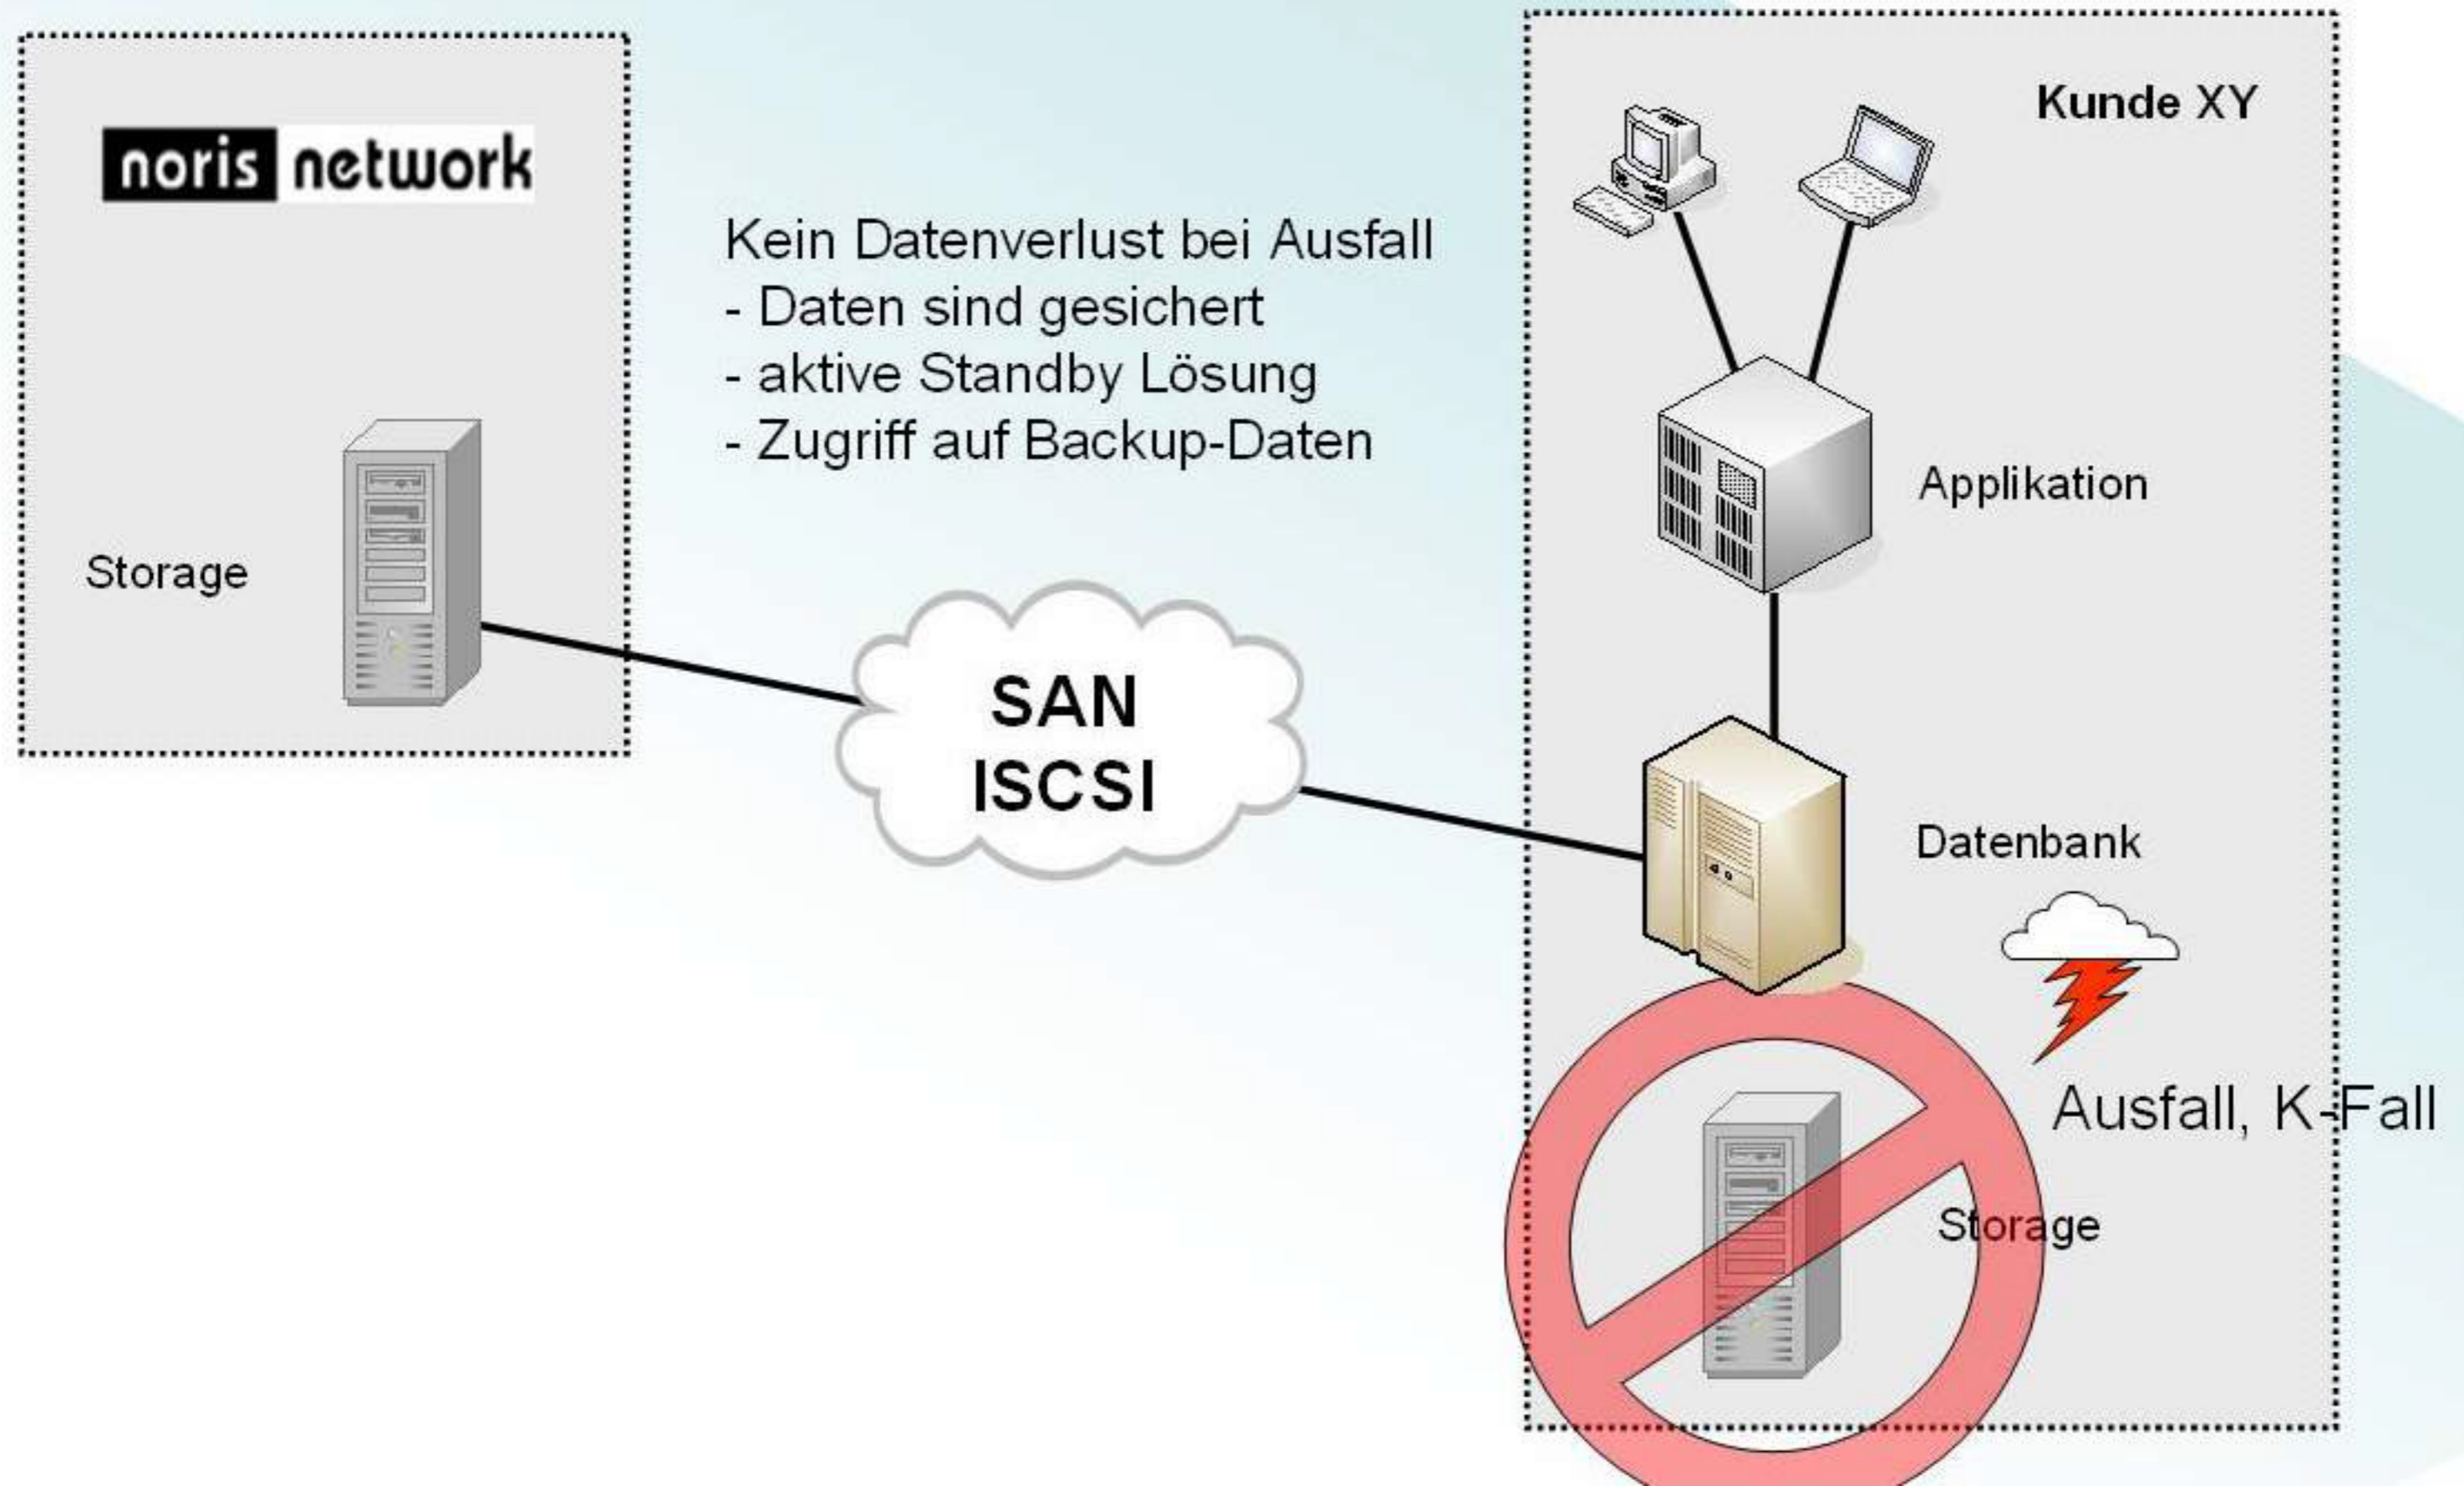 noris network
Storage
Kein Datenverlust bei Ausfall
- Daten sind gesichert
- aktive Standby Lösung
- Zugriff auf Backup-Daten
SAN
ISCSI
Kunde XY
Applikation
Datenbank
Ausfall, K-Fall
Storage